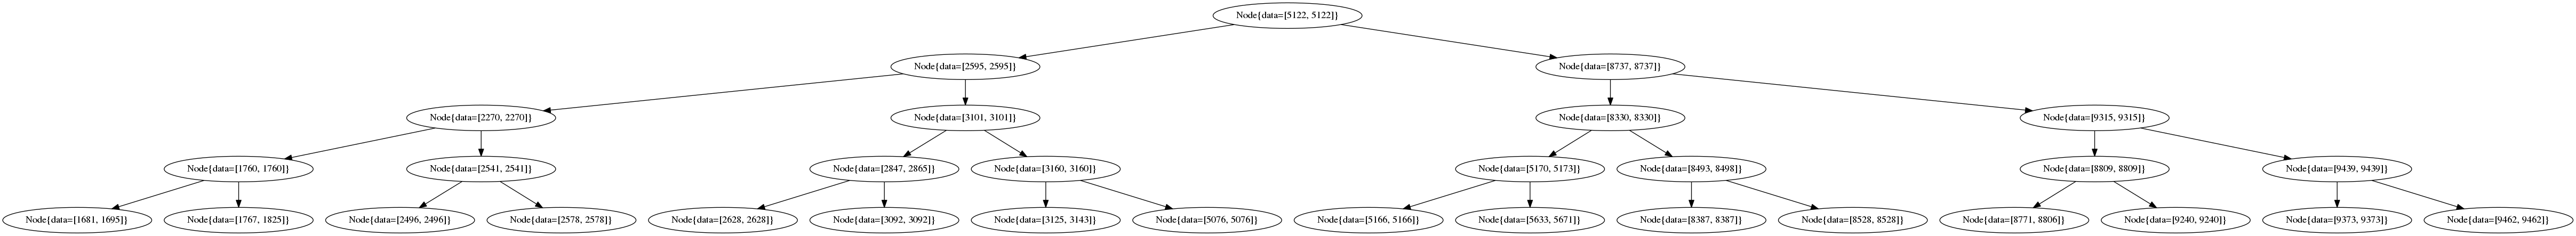 Node{data=[5122, 5122]}
Node{data=[2595, 2595]}
Node{data=[8737, 8737]}
Node{data=[2270, 2270]}
Node{data=[3101, 3101]}
Node{data=[8330, 8330]}
Node{data=[9315, 9315]}
Node{data=[1760, 1760]}
Node{data=[2541, 2541]}
Node{data=[2847, 2865]}
Node{data=[3160, 3160]}
Node{data=[5170, 5173]}
Node{data=[8493, 8498]}
Node{data=[8809, 8809]}
Node{data=[9439, 9439]}
Node{data=[1681, 1695]}
Node{data=[1767, 1825]}
Node{data=[2496, 2496]}
Node{data=[2578, 2578]}
Node{data=[2628, 2628]}
Node{data=[3092, 3092]}
Node{data=[3125, 3143]}
Node{data=[5076, 5076]}
Node{data=[5166, 5166]}
Node{data=[5633, 5671]}
Node{data=[8387, 8387]}
Node{data=[8528, 8528]}
Node{data=[8771, 8806]}
Node{data=[9240, 9240]}
Node{data=[9373, 9373]}
Node{data=[9462, 9462]}